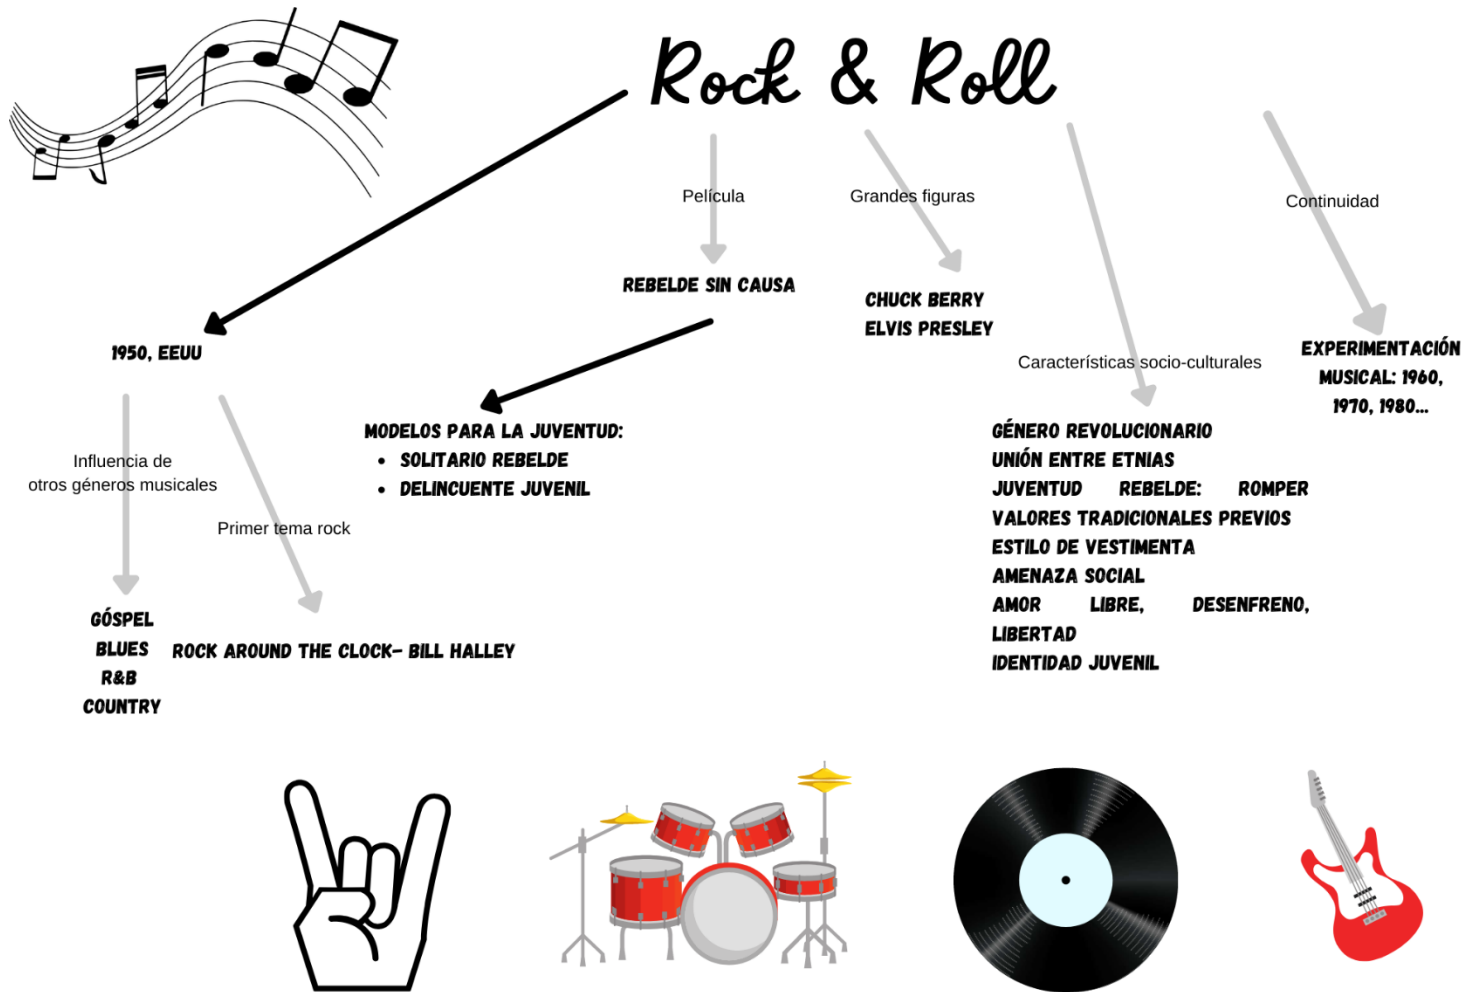 Rock & Roll
Película
Grandes figuras
Continuidad
REBELDE SIN CAUSA
CHUCK BERRY
ELVIS PRESLEY
1950, EEUU
EXPERIMENTACIÓN
MUSICAL: 1960,
1970, 1980...
Características socio-culturales
MODELOS PARA LA JUVENTUD:
• SOLITARIO REBELDE
• DELINCUENTE JUVENIL
GÉNERO REVOLUCIONARIO
UNIÓN ENTRE ETNIAS
JUVENTUD REBELDE: ROMPER
VALORES TRADICIONALES PREVIOS
ESTILO DE VESTIMENTA
AMENAZA SOCIAL
AMOR LIBRE, DESENFRENO,
LIBERTAD
IDENTIDAD JUVENIL
Influencia de
otros géneros musicales
Primer tema rock
GÓSPEL
BLUES
R&B
COUNTRY
ROCK AROUND THE CLOCK- BILL HALLEY